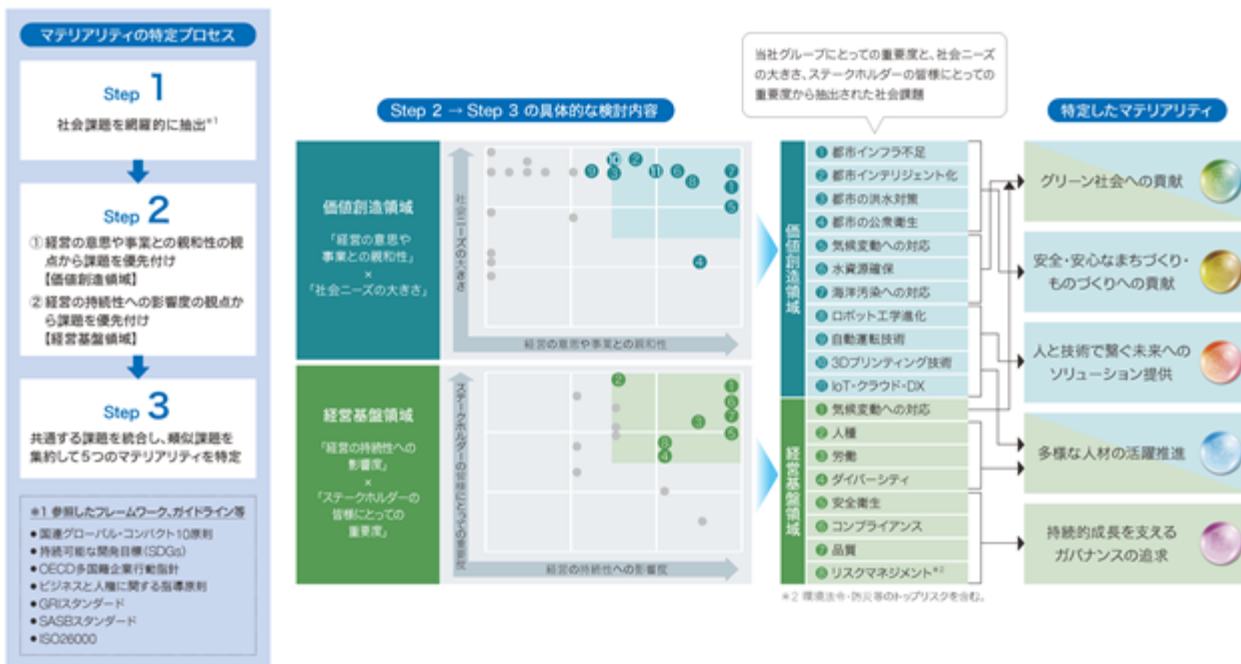 マテリアリティの特定プロセス
Step 1
社会課題を網羅的に抽出※1
Step 2
① 経営の意思や事業との親和性の観
点から課題を優先付け
【価値創造領域】
② 経営の持続性への影響度の観点か
ら課題を優先付け
【経営基盤領域】
Step 3
共通する課題を統合し、類似課題を
集約して5つのマテリアリティを特定
※1 参照したフレームワーク、ガイドライン等
●国連グローバル・コンパクト10原則
●持続可能な開発目標（SDGs）
●OECD多国籍企業行動指針
●ビジネスと人権に関する指導原則
●GRIスタンダード
●SASBスタンダード
●ISO26000
Step 2 → Step 3 の具体的な検討内容
価値創造領域
「経営の意思や
事業との親和性」
×
「社会ニーズの大きさ」
社会ニーズの大きさ
⑩ ②
⑨ ③ ⑪ ⑥ ⑦
⑧ ①
⑤
④
経営の意思や事業との親和性
経営基盤領域
「経営の持続性への
影響度」
×
「ステークホルダーの
皆様にとっての
重要度」
ステークホルダーの皆様にとっての重要度
② ①
⑥
③ ⑦
⑧ ⑤
④
経営の持続性への影響度
当社グループにとっての重要度と、社会ニーズ
の大きさ、ステークホルダーの皆様にとっての
重要度から抽出された社会課題
価値創造領域
① 都市インフラ不足
② 都市インテリジェント化
③ 都市の洪水対策
④ 都市の公衆衛生
⑤ 気候変動への対応
⑥ 水資源確保
⑦ 海洋汚染への対応
⑧ ロボット工学進化
⑨ 自動運転技術
⑩ 3Dプリンティング技術
⑪ IoT・クラウド・DX
経営基盤領域
① 気候変動への対応
② 人種
③ 労働
④ ダイバーシティ
⑤ 安全衛生
⑥ コンプライアンス
⑦ 品質
⑧ リスクマネジメント※2
※2 環境法令・防災等のトップリスクを含む。
特定したマテリアリティ
グリーン社会への貢献
安全・安心なまちづくり・
ものづくりへの貢献
人と技術で繋ぐ未来への
ソリューション提供
多様な人材の活躍推進
持続的成長を支える
ガバナンスの追求